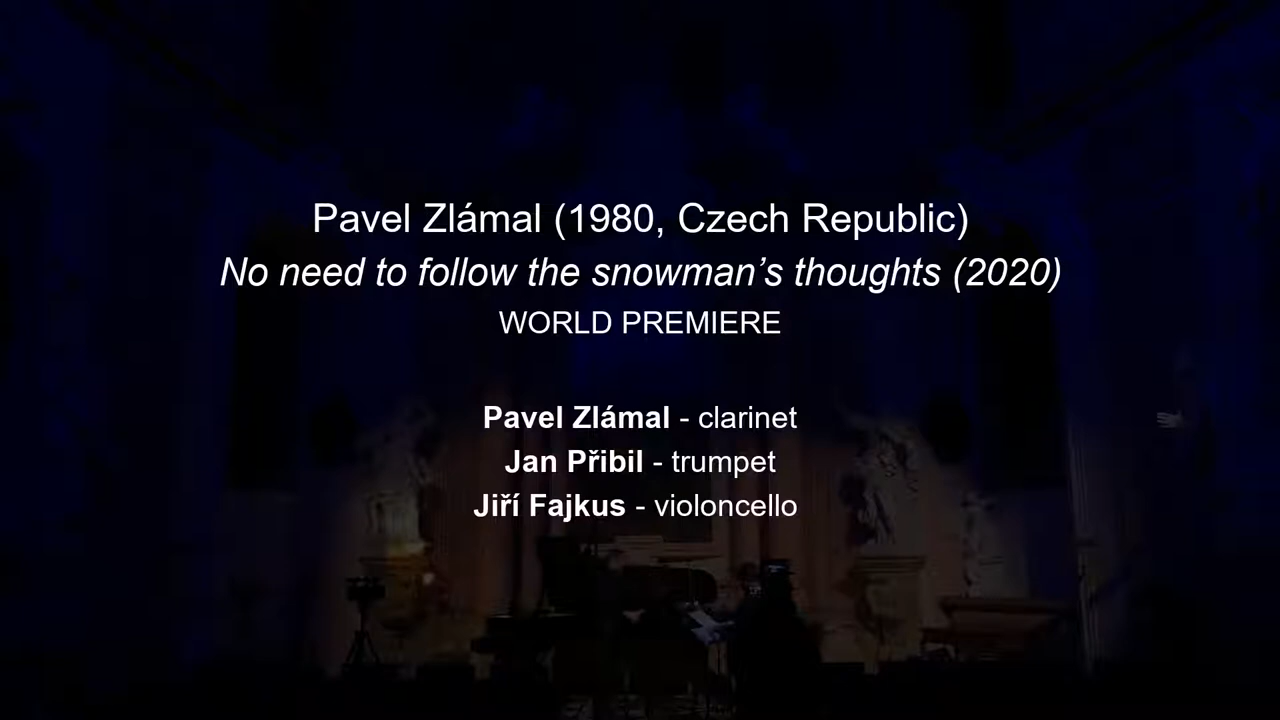 Pavel Zlámal (1980, Czech Republic)
No need to follow the snowman’s thoughts (2020)
WORLD PREMIERE
Pavel Zlámal - clarinet
Jan Přibil - trumpet
Jiří Fajkus - violoncello